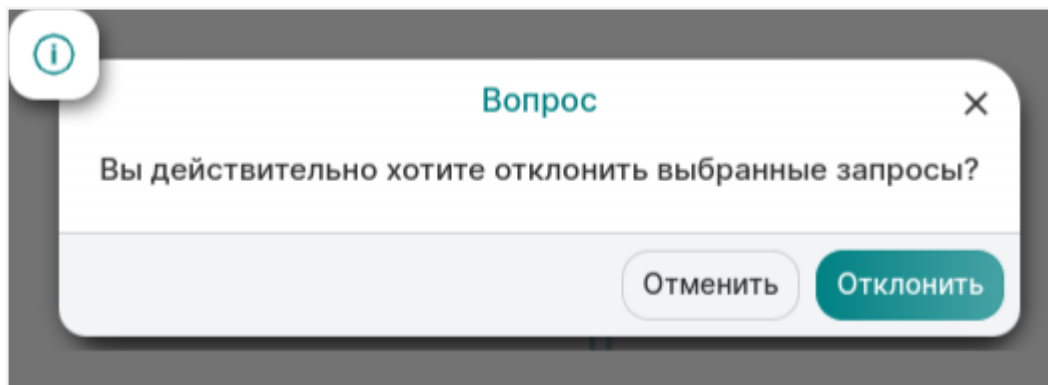 Вопрос
Вы действительно хотите отклонить выбранные запросы?
Отменить
Отклонить